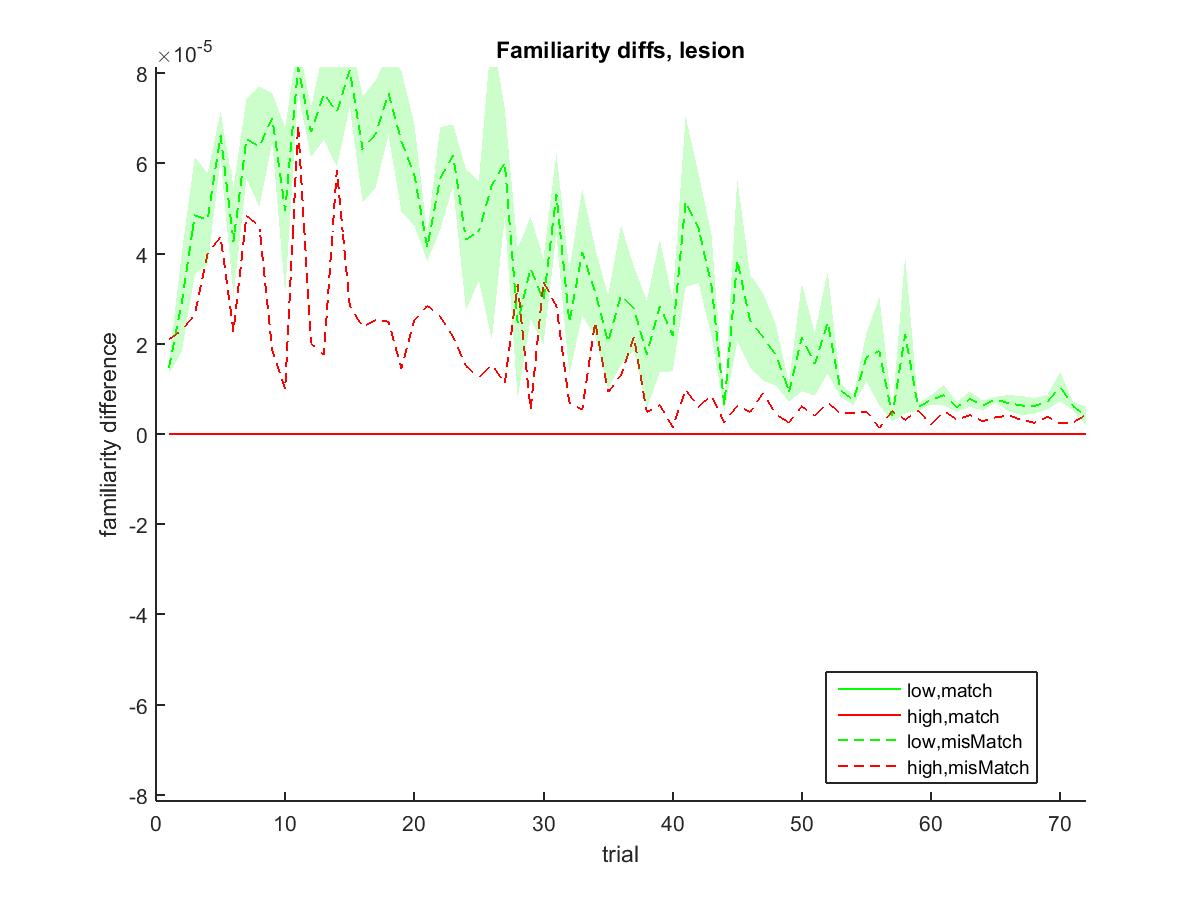 ×10-5
Familiarity diffs, lesion
8
6
4
2
0
-2
-4
-6
-8
familiarity difference
low,match
high,match
low,misMatch
high,misMatch
0 10 20 30 40 50 60 70
trial